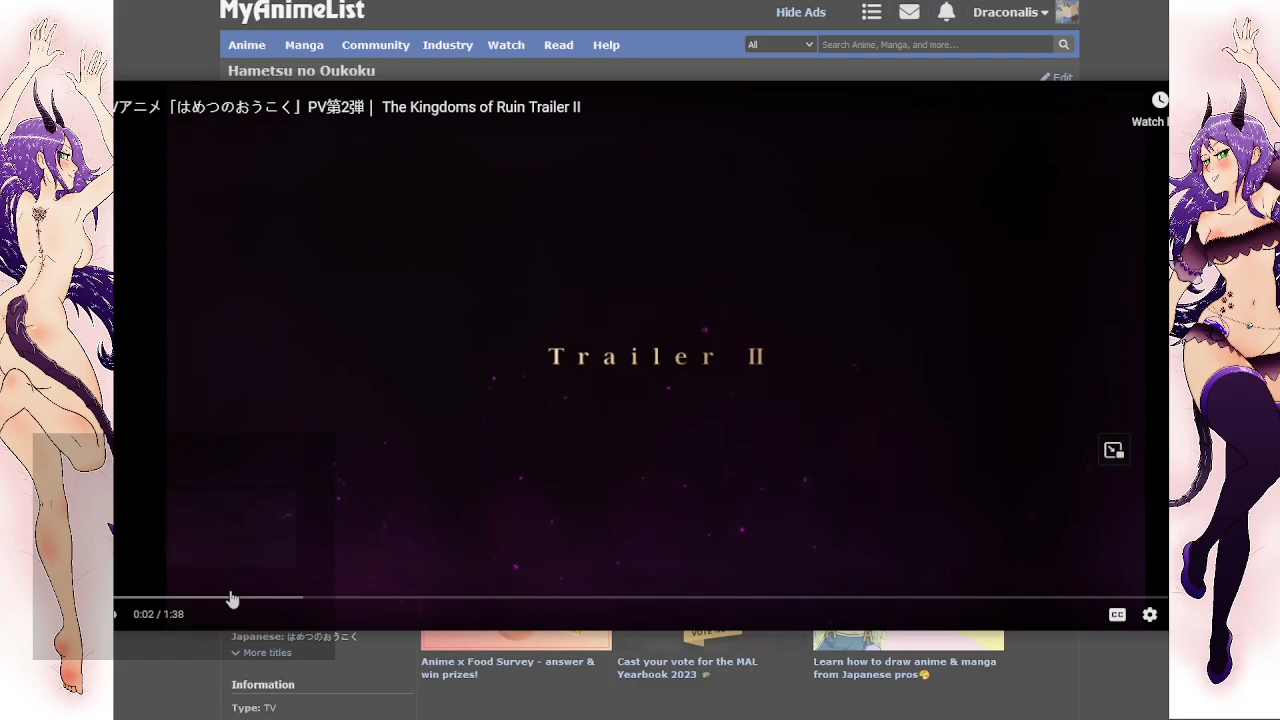 MyAnimeList
Hide Ads
Draconalis
Anime Manga Community Industry Watch Read Help
All
Search Anime, Manga, and more...
Hametsu no Oukoku
Edit
Vアニメ「はめつのおうこく」PV第2弾 | The Kingdoms of Ruin Trailer II
Watch
Trailer II
0:02 / 1:38
CC
Japanese: はめつのおうこく
More titles
VOTE NOW
Anime x Food Survey - answer &
win prizes!
Cast your vote for the MAL
Yearbook 2023
Learn how to draw anime & manga
from Japanese pros
Information
Type: TV